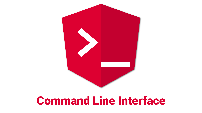 Command Line Interface